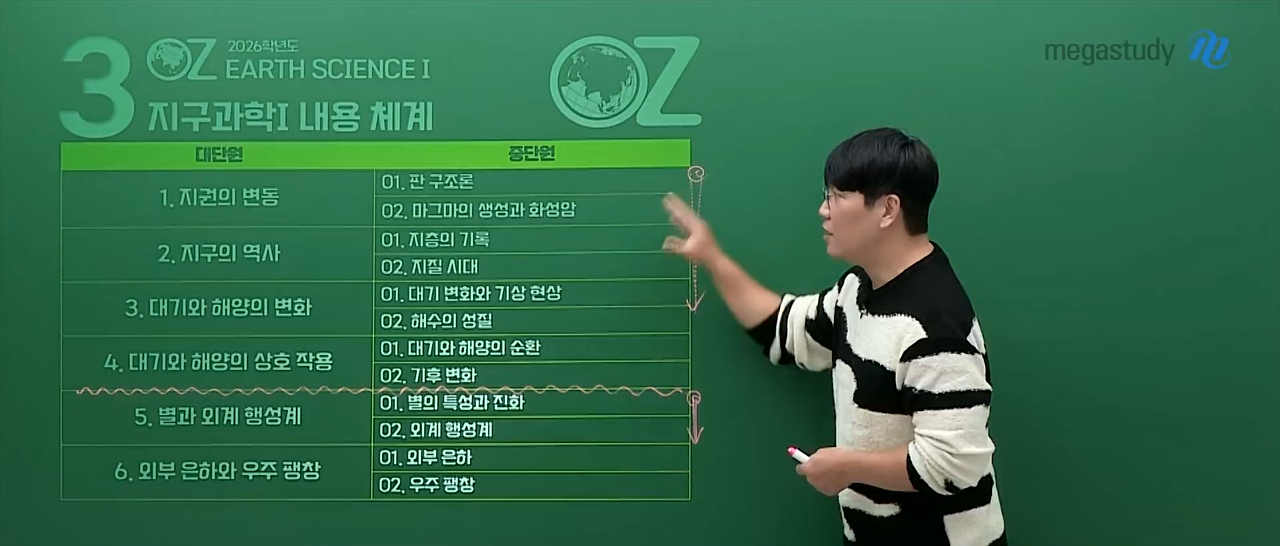 3
OZ
2026학년도
EARTH SCIENCE I
지구과학I 내용 체계
OZ
megastudy
대단원
중단원
1. 지권의 변동
01. 판 구조론
02. 마그마의 생성과 화성암
2. 지구의 역사
01. 지층의 기록
02. 지질 시대
3. 대기와 해양의 변화
01. 대기 변화와 기상 현상
02. 해수의 성질
4. 대기와 해양의 상호 작용
01. 대기와 해양의 순환
02. 기후 변화
5. 별과 외계 행성계
01. 별의 특성과 진화
02. 외계 행성계
6. 외부 은하와 우주 팽창
01. 외부 은하
02. 우주 팽창